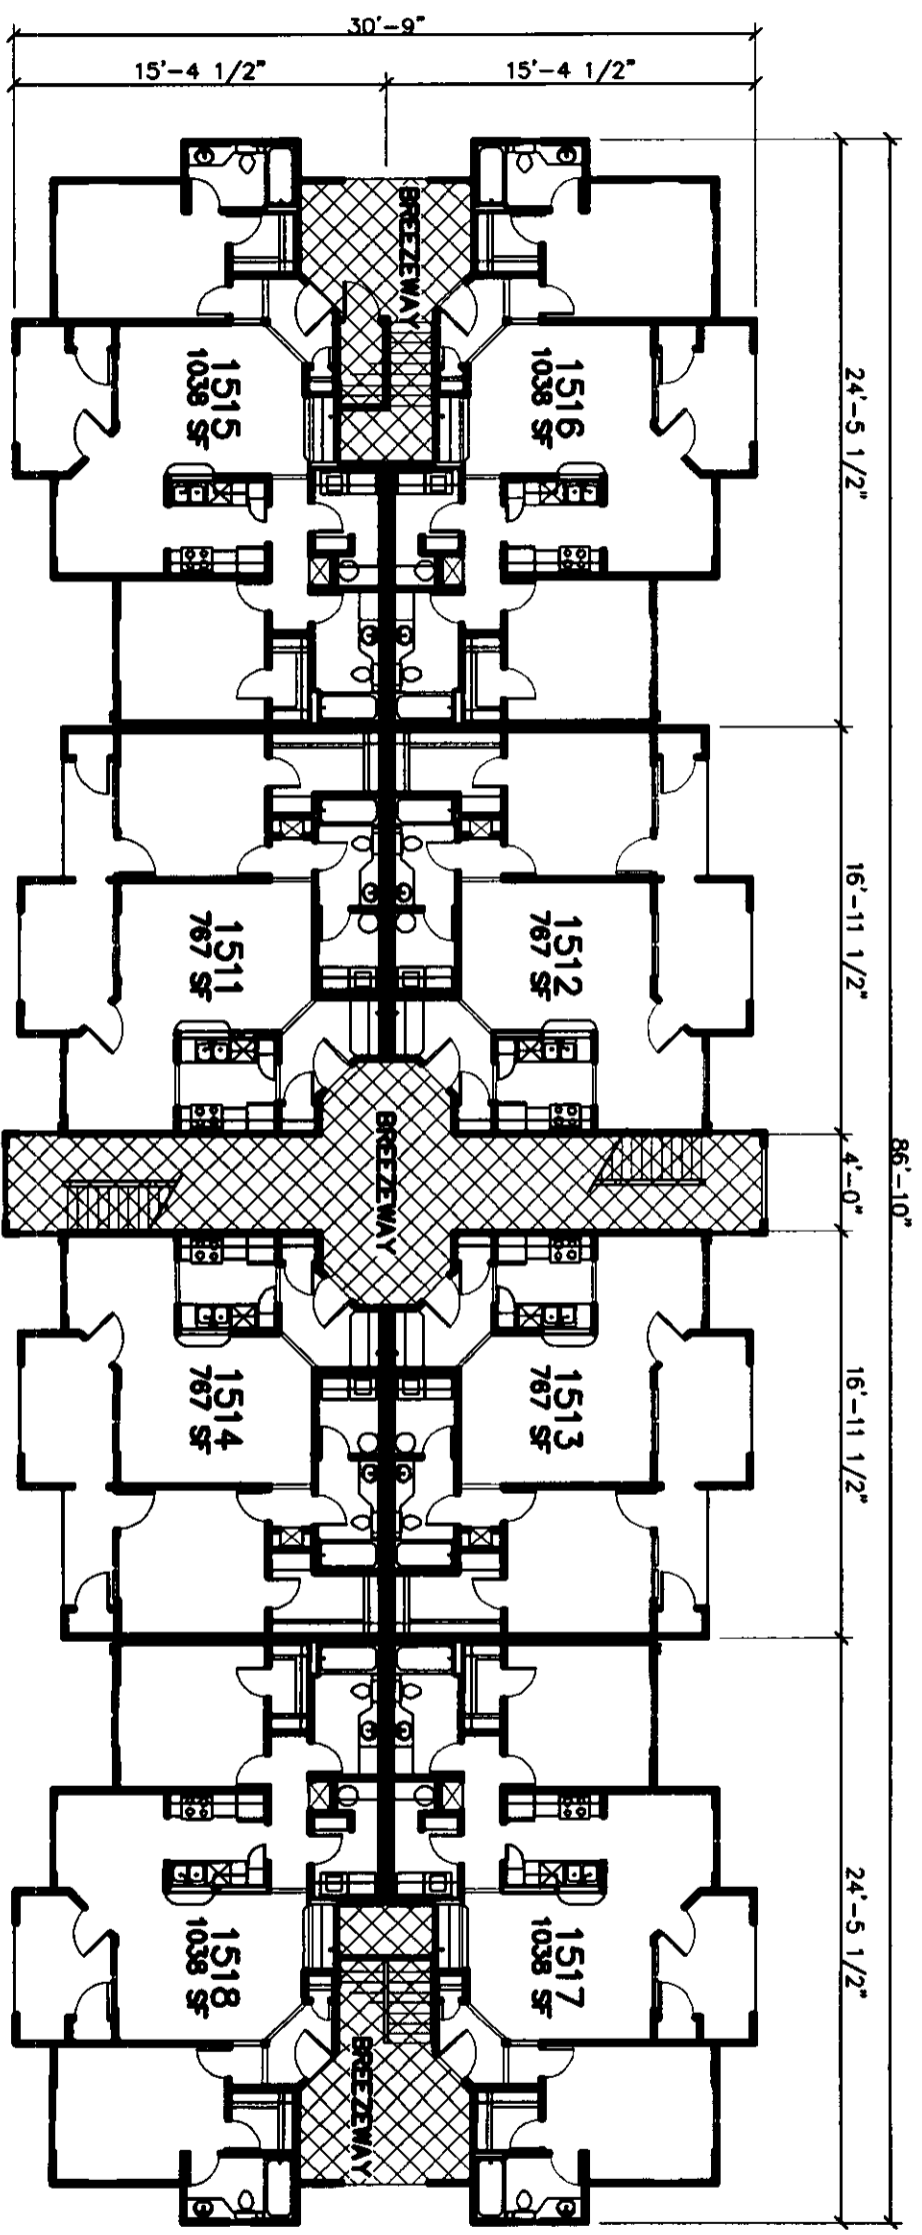 30'-9"
15'-4 1/2"
15'-4 1/2"
86'-10"
24'-5 1/2"
16'-11 1/2"
4'-0"
16'-11 1/2"
24'-5 1/2"
BREEZEWAY
1516
1038 SF
1515
1038 SF
1512
767 SF
1511
767 SF
BREEZEWAY
1513
767 SF
1514
767 SF
1517
1038 SF
1518
1038 SF
BREEZEWAY